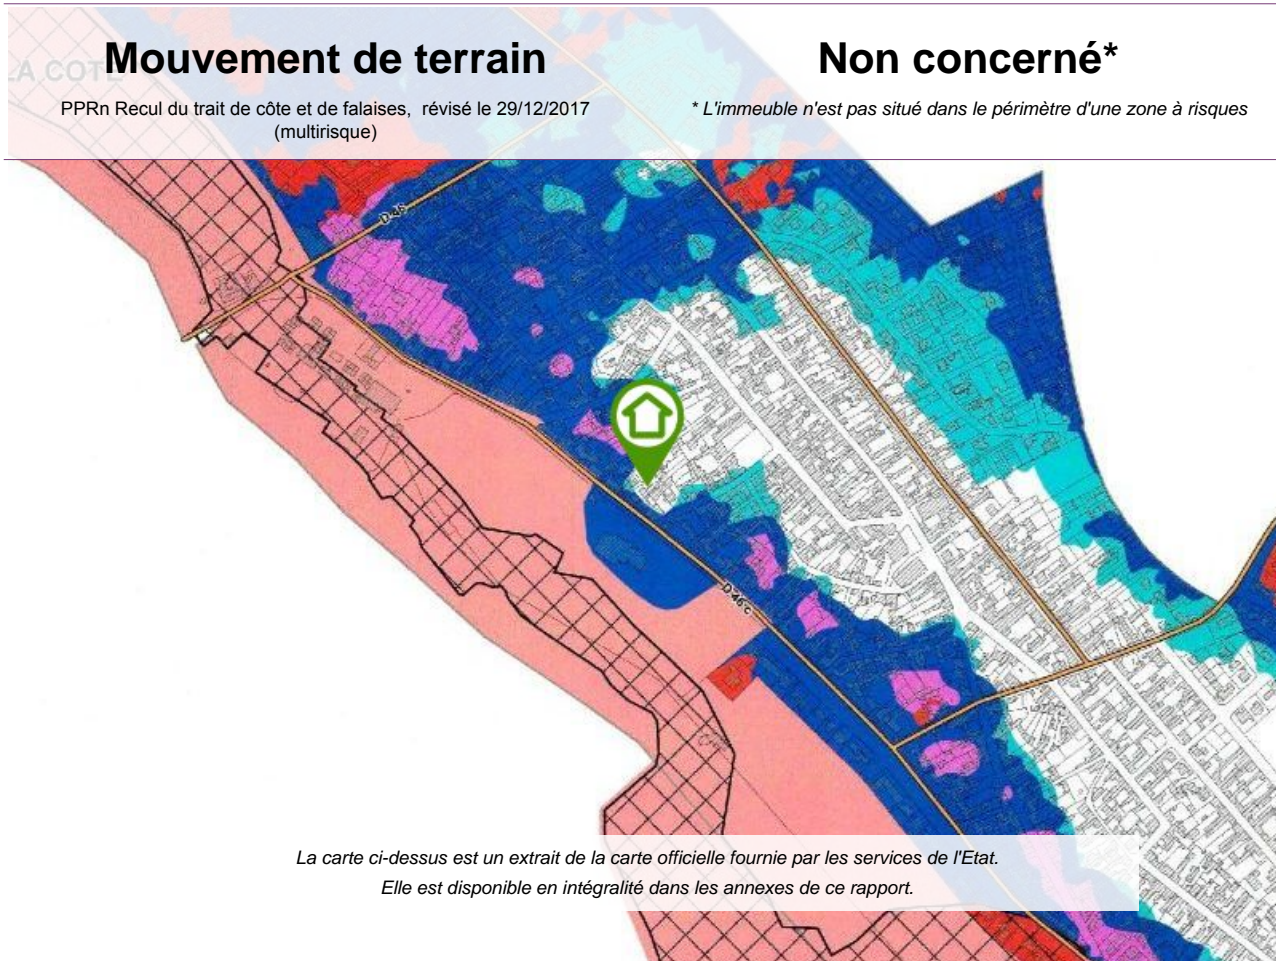 Mouvement de terrain
PPRn Recul du trait de côte et de falaises, révisé le 29/12/2017
(multirisque)
Non concerné*
* L'immeuble n'est pas situé dans le périmètre d'une zone à risques
LA COTE
D 46
D 46 c
La carte ci-dessus est un extrait de la carte officielle fournie par les services de l'Etat.
Elle est disponible en intégralité dans les annexes de ce rapport.